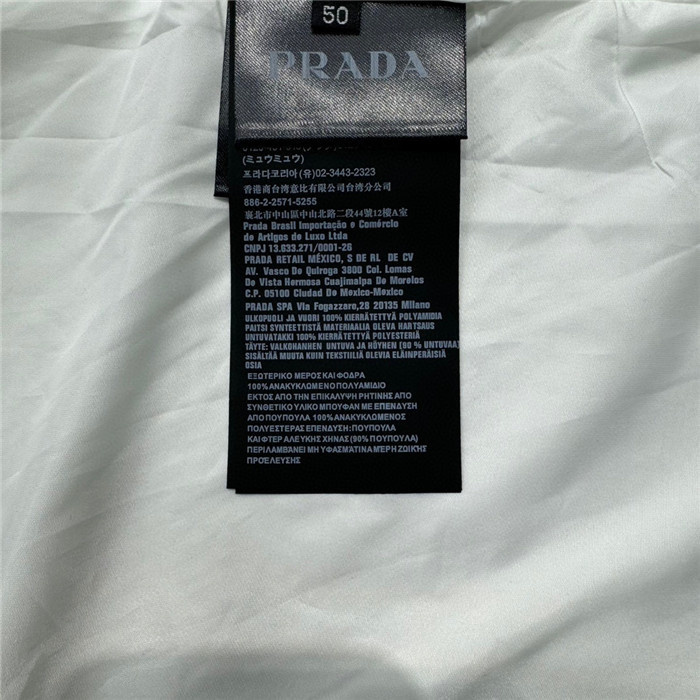 50
PRADA
(ミュウミュウ)
프라다코리아(유)02-3443-2323
香港商台湾意比有限公司台湾分公司
886-2-2571-5255
臺北市中山區中山北路二段44號12樓A室
Prada Brasil Importação e Comércio
de Artigos de Luxo Ltda
CNPJ 13.633.271/0001-26
PRADA RETAIL MÉXICO, S DE RL DE CV
AV. Vasco De Quiroga 3800 Col. Lomas
De Vista Hermosa Cuajimalpa De Morelos
C.P. 05100 Ciudad De México-Mexico
PRADA SPA Via Fogazzaro,28 20135 Milano
ULKOPUOLI JA VUORI 100% KIERRÄTETTYÄ POLYAMIDIA
PAITSI SYNTEETTISTÄ MATERIAALIA OLEVA HARTSAUS
UNTUVATAKKI 100% KIERRÄTETTYÄ POLYESTERIÄ
TÄYTE: VALKOHANHEN UNTUVA JA HÖYHEN (90 % UNTUVAA)
SISÄLTÄÄ MUUTA KUIN TEKSTIILIÄ OLEVIA ELÄINPERÄISIÄ
OSIA
ΕΞΩΤΕΡΙΚΟ ΜΕΡΟΣ ΚΑΙ ΦΟΔΡΑ
100% ΑΝΑΚΥΚΛΩΜΕΝΟ ΠΟΛΥΑΜΙΔΙΟ
ΕΚΤΟΣ ΑΠΟ ΤΗΝ ΕΠΙΚΑΛΥΨΗ ΡΗΤΙΝΗΣ ΑΠΟ
ΣΥΝΘΕΤΙΚΟ ΥΛΙΚΟ ΜΠΟΥΦΑΝ ΜΕ ΕΠΕΝΔΥΣΗ
ΑΠΟ ΠΟΥΠΟΥΛΑ 100% ΑΝΑΚΥΚΛΩΜΕΝΟΣ
ΠΟΛΥΕΣΤΕΡΑΣ ΕΠΕΝΔΥΣΗ: ΠΟΥΠΟΥΛΑ
ΚΑΙ ΦΤΕΡΑ ΛΕΥΚΗΣ ΧΗΝΑΣ (90% ΠΟΥΠΟΥΛΑ)
ΠΕΡΙΛΑΜΒΑΝΕΙ ΜΗ ΥΦΑΣΜΑΤΙΝΑ ΜΕΡΗ ΖΩΙΚΗΣ
ΠΡΟΕΛΕΥΣΗΣ